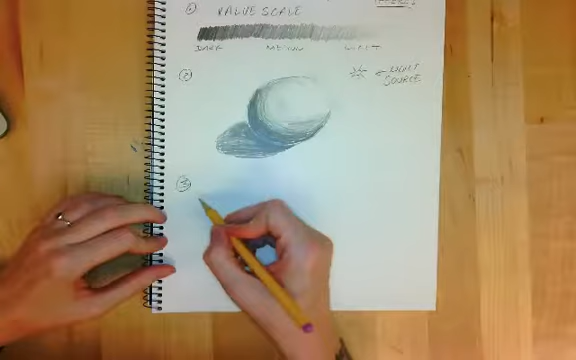 ① VALUE SCALE
DARK MEDIUM LIGHT
② ← LIGHT
SOURCE
③